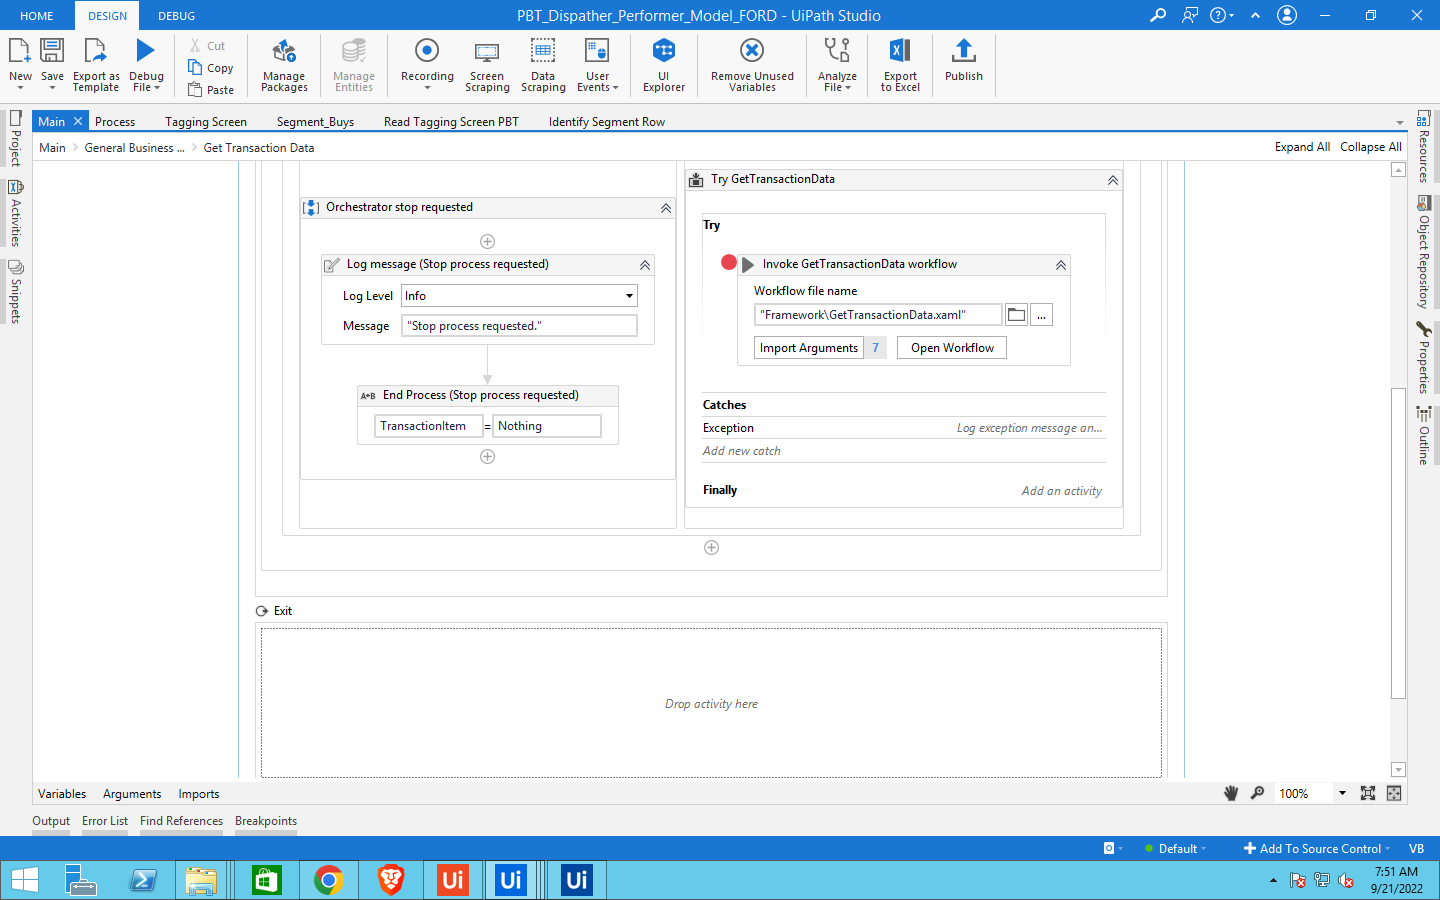 HOME
DESIGN
DEBUG
PBT_Dispather_Performer_Model_FORD - UiPath Studio
New
Save
Export as Template
Debug File
Cut
Copy
Paste
Manage Packages
Manage Entities
Recording
Screen Scraping
Data Scraping
User Events
UI Explorer
Remove Unused Variables
Analyze File
Export to Excel
Publish
Main
Process
Tagging Screen
Segment_Buys
Read Tagging Screen PBT
Identify Segment Row
Main > General Business ... > Get Transaction Data
Expand All
Collapse All
Project
Activities
Snippets
Resources
Object Repository
Properties
Outline
Orchestrator stop requested
Log message (Stop process requested)
Log Level Info
Message "Stop process requested."
A+B End Process (Stop process requested)
TransactionItem = Nothing
Try GetTransactionData
Try
Invoke GetTransactionData workflow
Workflow file name
"Framework\GetTransactionData.xaml"
...
Import Arguments 7
Open Workflow
Catches
Exception Log exception message an...
Add new catch
Finally Add an activity
Exit
Drop activity here
Variables
Arguments
Imports
100%
Output
Error List
Find References
Breakpoints
Default
Add To Source Control
VB
Ui
Ui
Ui
7:51 AM
9/21/2022